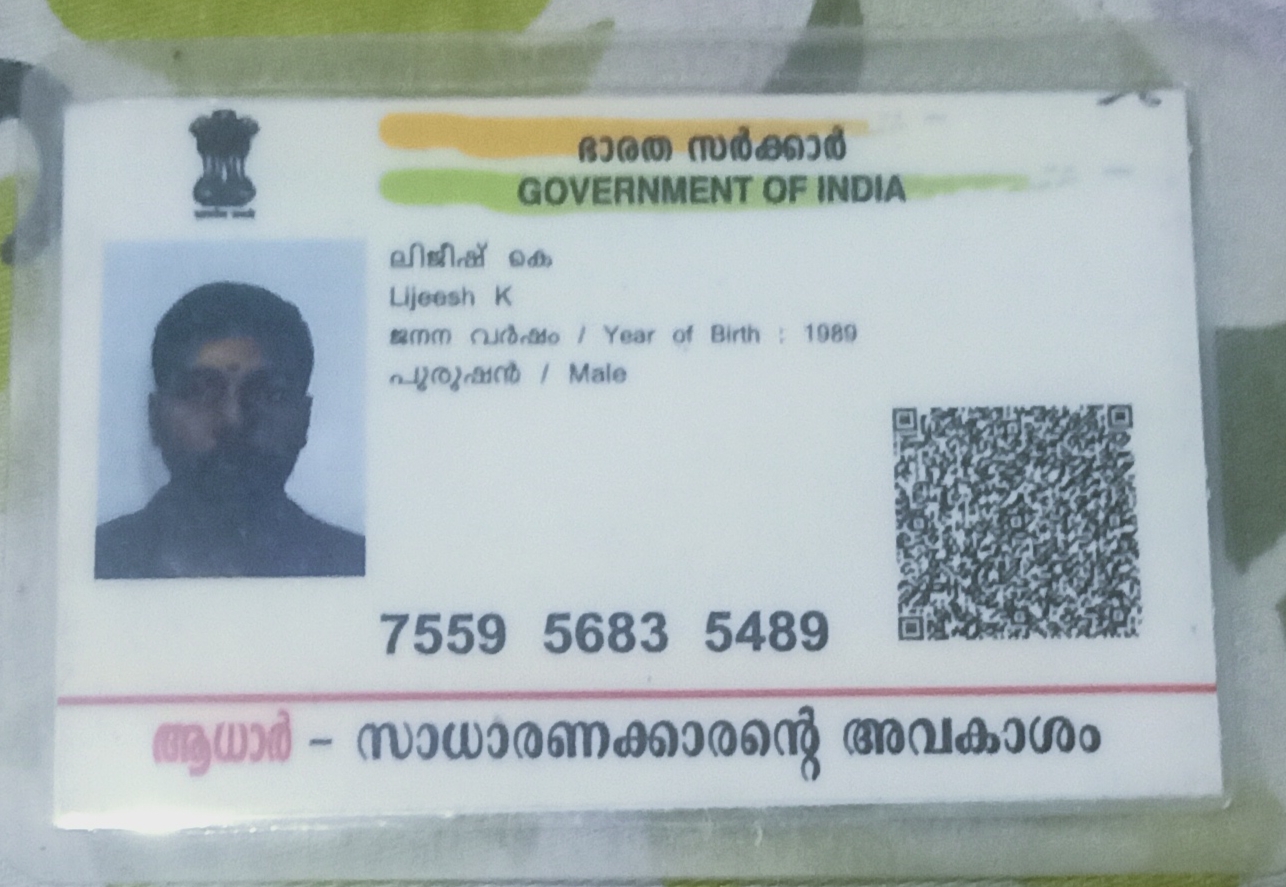 ഭാരത സർക്കാർ
GOVERNMENT OF INDIA
ലിജീഷ് കെ
Lijeesh K
ജനന വർഷം / Year of Birth : 1989
പുരുഷൻ / Male
7559 5683 5489
ആധാർ - സാധാരണക്കാരന്റെ അവകാശം